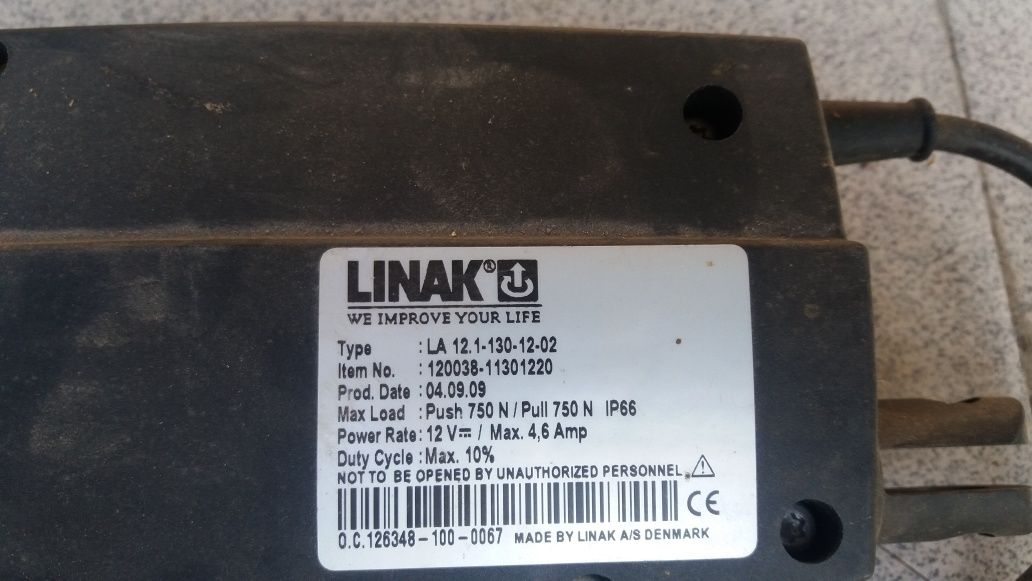 LINAK®
WE IMPROVE YOUR LIFE
Type : LA 12.1-130-12-02
Item No. : 120038-11301220
Prod. Date : 04.09.09
Max Load : Push 750 N / Pull 750 N IP66
Power Rate : 12 V⎓ / Max. 4,6 Amp
Duty Cycle : Max. 10%
NOT TO BE OPENED BY UNAUTHORIZED PERSONNEL. ⚠
CE
O.C.126348-100-0067 MADE BY LINAK A/S DENMARK